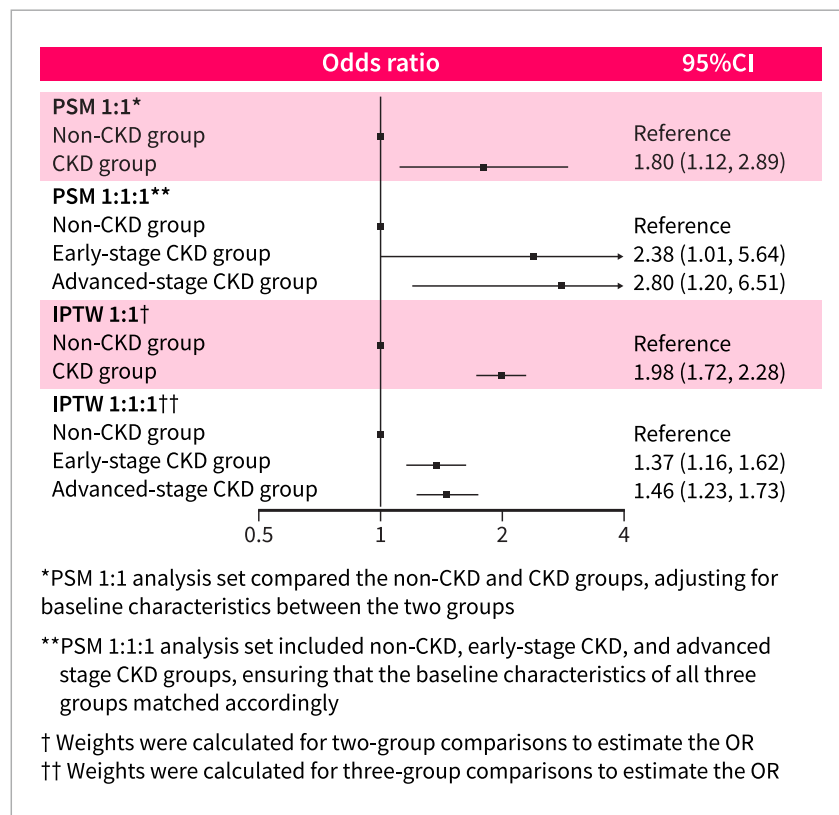 Odds ratio 95%CI
PSM 1:1*
Non-CKD group Reference
CKD group 1.80 (1.12, 2.89)
PSM 1:1:1**
Non-CKD group Reference
Early-stage CKD group 2.38 (1.01, 5.64)
Advanced-stage CKD group 2.80 (1.20, 6.51)
IPTW 1:1†
Non-CKD group Reference
CKD group 1.98 (1.72, 2.28)
IPTW 1:1:1††
Non-CKD group Reference
Early-stage CKD group 1.37 (1.16, 1.62)
Advanced-stage CKD group 1.46 (1.23, 1.73)
0.5 1 2 4
*PSM 1:1 analysis set compared the non-CKD and CKD groups, adjusting for
baseline characteristics between the two groups
**PSM 1:1:1 analysis set included non-CKD, early-stage CKD, and advanced
stage CKD groups, ensuring that the baseline characteristics of all three
groups matched accordingly
† Weights were calculated for two-group comparisons to estimate the OR
†† Weights were calculated for three-group comparisons to estimate the OR